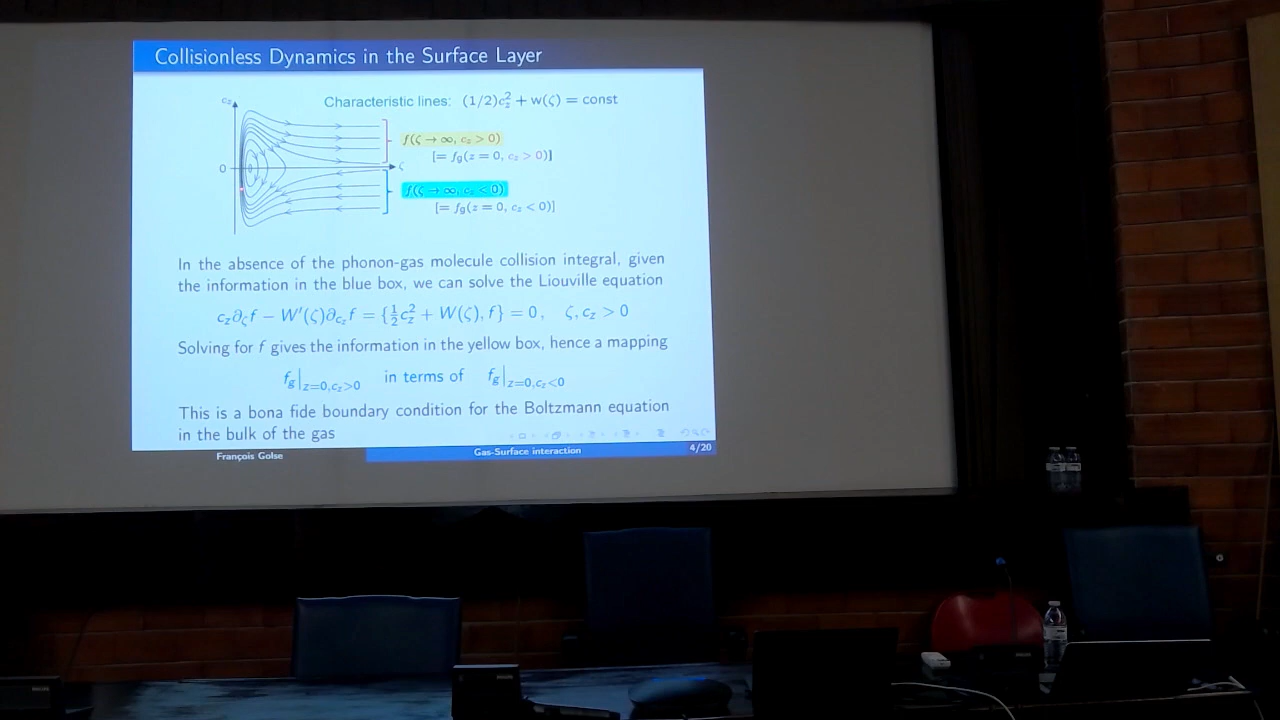 Collisionless Dynamics in the Surface Layer
c_z
Characteristic lines: (1/2)c_z² + w(ζ) = const
f(ζ → ∞, c_z > 0)
[= f_g(z = 0, c_z > 0)]
0
ζ
f(ζ → ∞, c_z < 0)
[= f_g(z = 0, c_z < 0)]
In the absence of the phonon-gas molecule collision integral, given
the information in the blue box, we can solve the Liouville equation
c_z∂_ζf − W′(ζ)∂_{c_z}f = {½c_z² + W(ζ), f} = 0, ζ, c_z > 0
Solving for f gives the information in the yellow box, hence a mapping
f_g|_{z=0,c_z>0} in terms of f_g|_{z=0,c_z<0}
This is a bona fide boundary condition for the Boltzmann equation
in the bulk of the gas
François Golse
Gas-Surface interaction
4/20